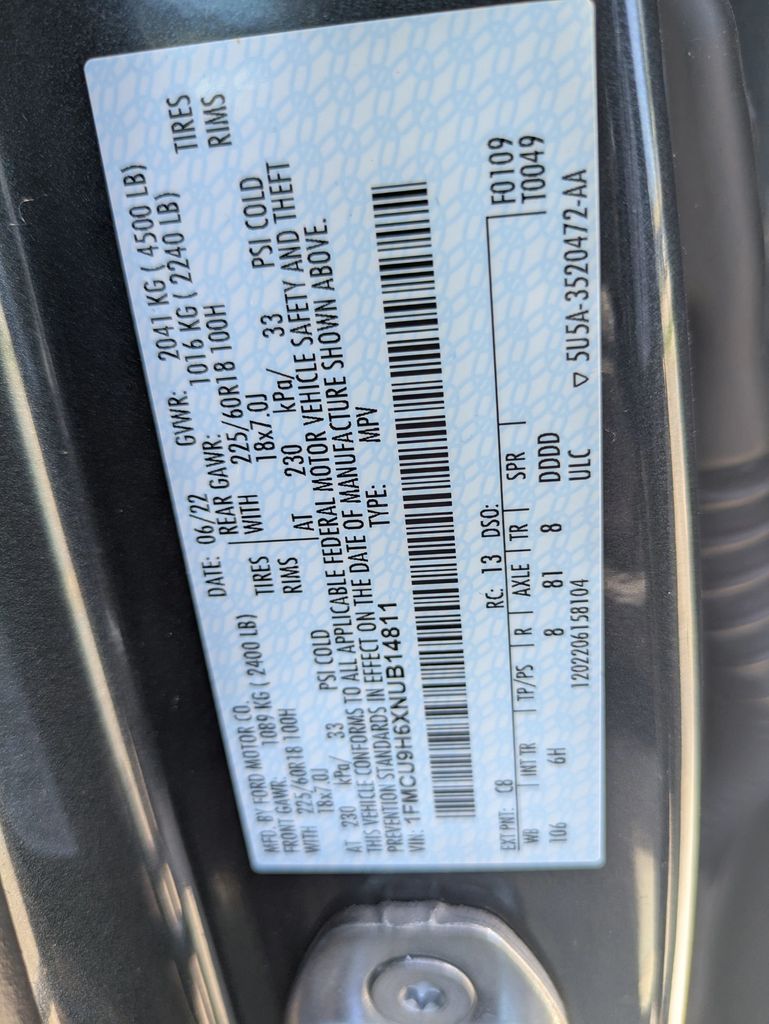 MFD. BY FORD MOTOR CO.
DATE: 06/22 GVWR: 2041 KG ( 4500 LB)
FRONT GAWR: 1089 KG ( 2400 LB) REAR GAWR: 1016 KG ( 2240 LB)
WITH 225/60R18 100H TIRES WITH 225/60R18 100H TIRES
18x7.0J RIMS 18x7.0J RIMS
AT 230 kPa/ 33 PSI COLD AT 230 kPa/ 33 PSI COLD
THIS VEHICLE CONFORMS TO ALL APPLICABLE FEDERAL MOTOR VEHICLE SAFETY AND THEFT
PREVENTION STANDARDS IN EFFECT ON THE DATE OF MANUFACTURE SHOWN ABOVE.
VIN: 1FMCU9H6XNUB14811 TYPE: MPV
EXT PNT: C8 RC: 13 DSO: F0109
WB INT TR TP/PS R AXLE TR SPR T0049
106 6H 8 81 8 DDDD
1202206158104 ULC ▽ 5U5A-3520472-AA